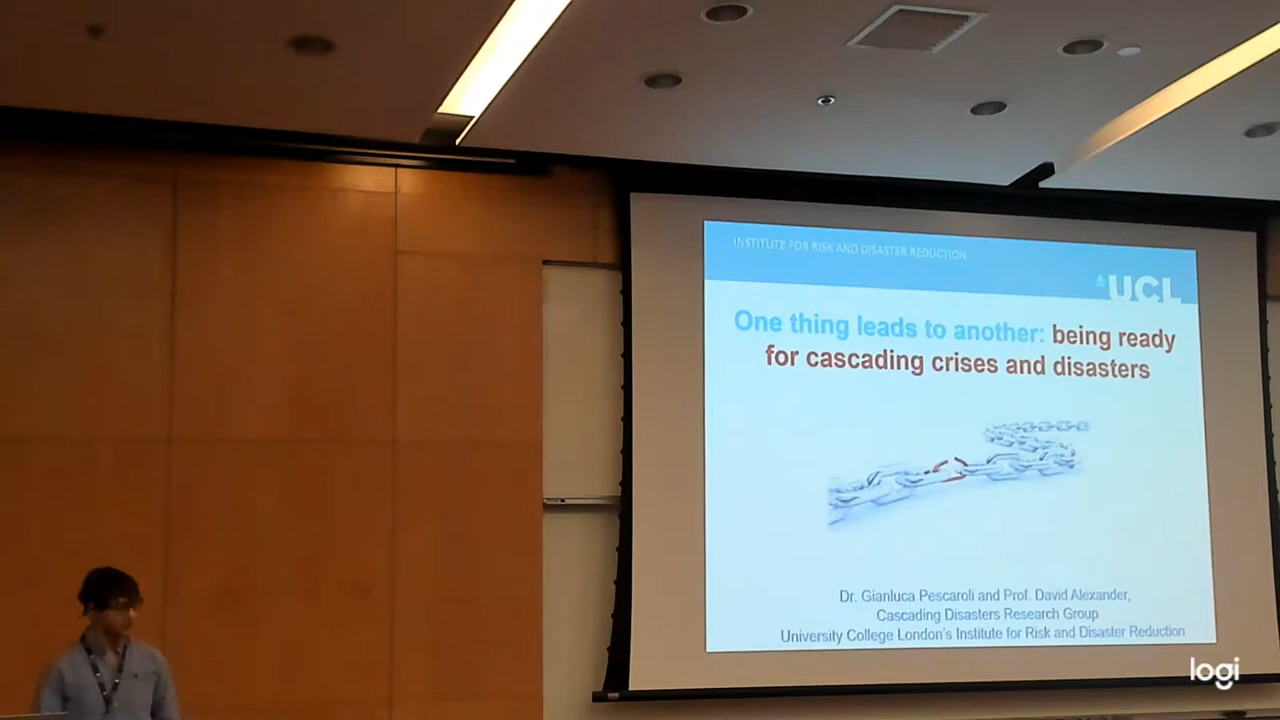 INSTITUTE FOR RISK AND DISASTER REDUCTION
UCL
One thing leads to another: being ready
for cascading crises and disasters
Dr. Gianluca Pescaroli and Prof. David Alexander,
Cascading Disasters Research Group
University College London's Institute for Risk and Disaster Reduction
logi